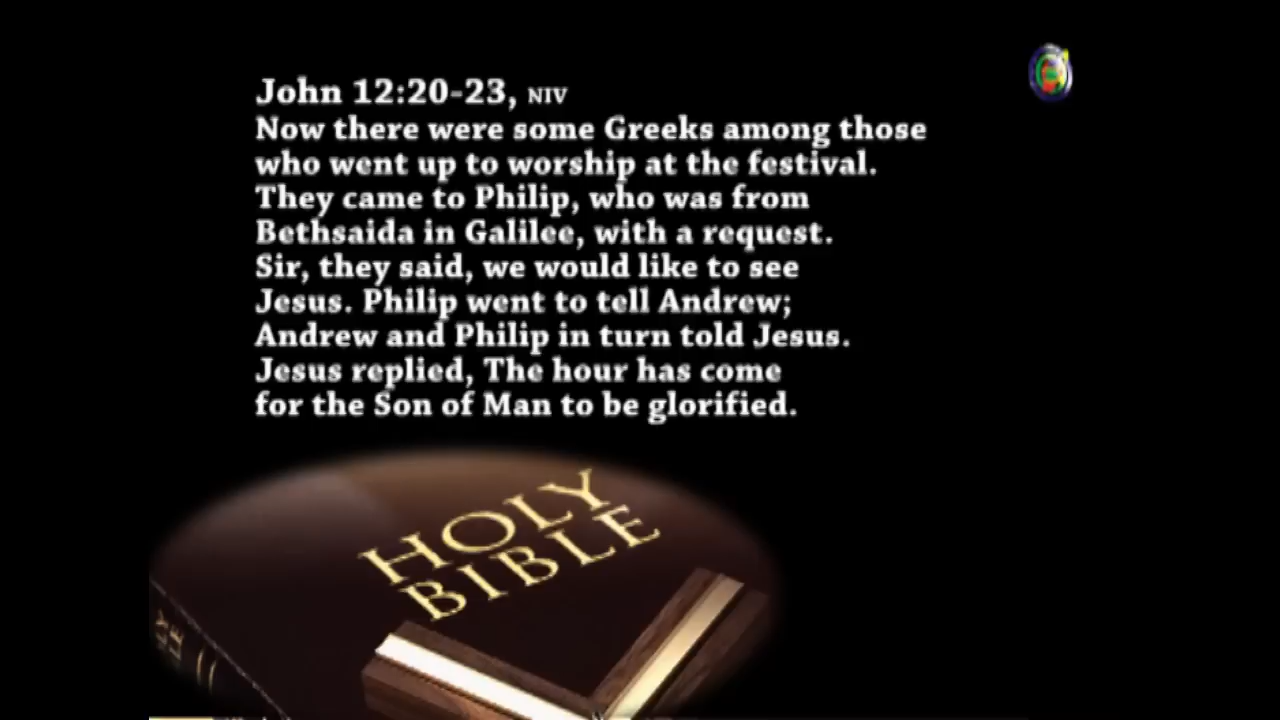 John 12:20-23, NIV
Now there were some Greeks among those
who went up to worship at the festival.
They came to Philip, who was from
Bethsaida in Galilee, with a request.
Sir, they said, we would like to see
Jesus. Philip went to tell Andrew;
Andrew and Philip in turn told Jesus.
Jesus replied, The hour has come
for the Son of Man to be glorified.
HOLY
BIBLE